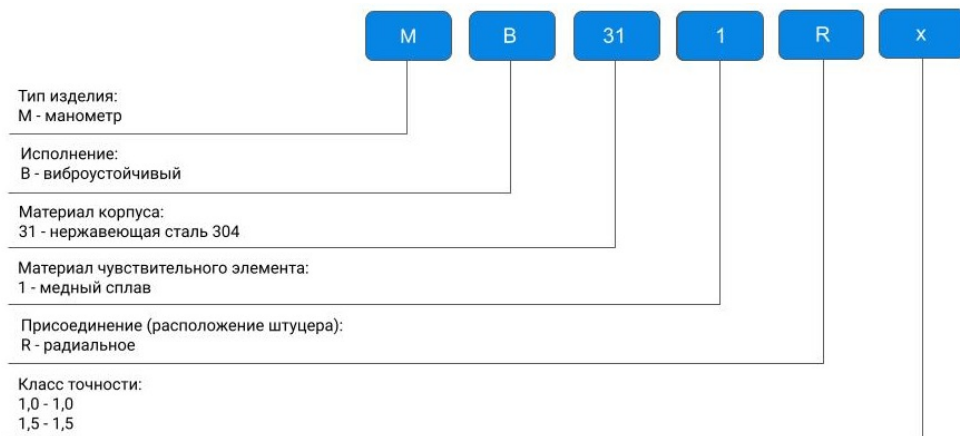 М В 31 1 R x
Тип изделия:
М - манометр
Исполнение:
В - виброустойчивый
Материал корпуса:
31 - нержавеющая сталь 304
Материал чувствительного элемента:
1 - медный сплав
Присоединение (расположение штуцера):
R - радиальное
Класс точности:
1,0 - 1,0
1,5 - 1,5